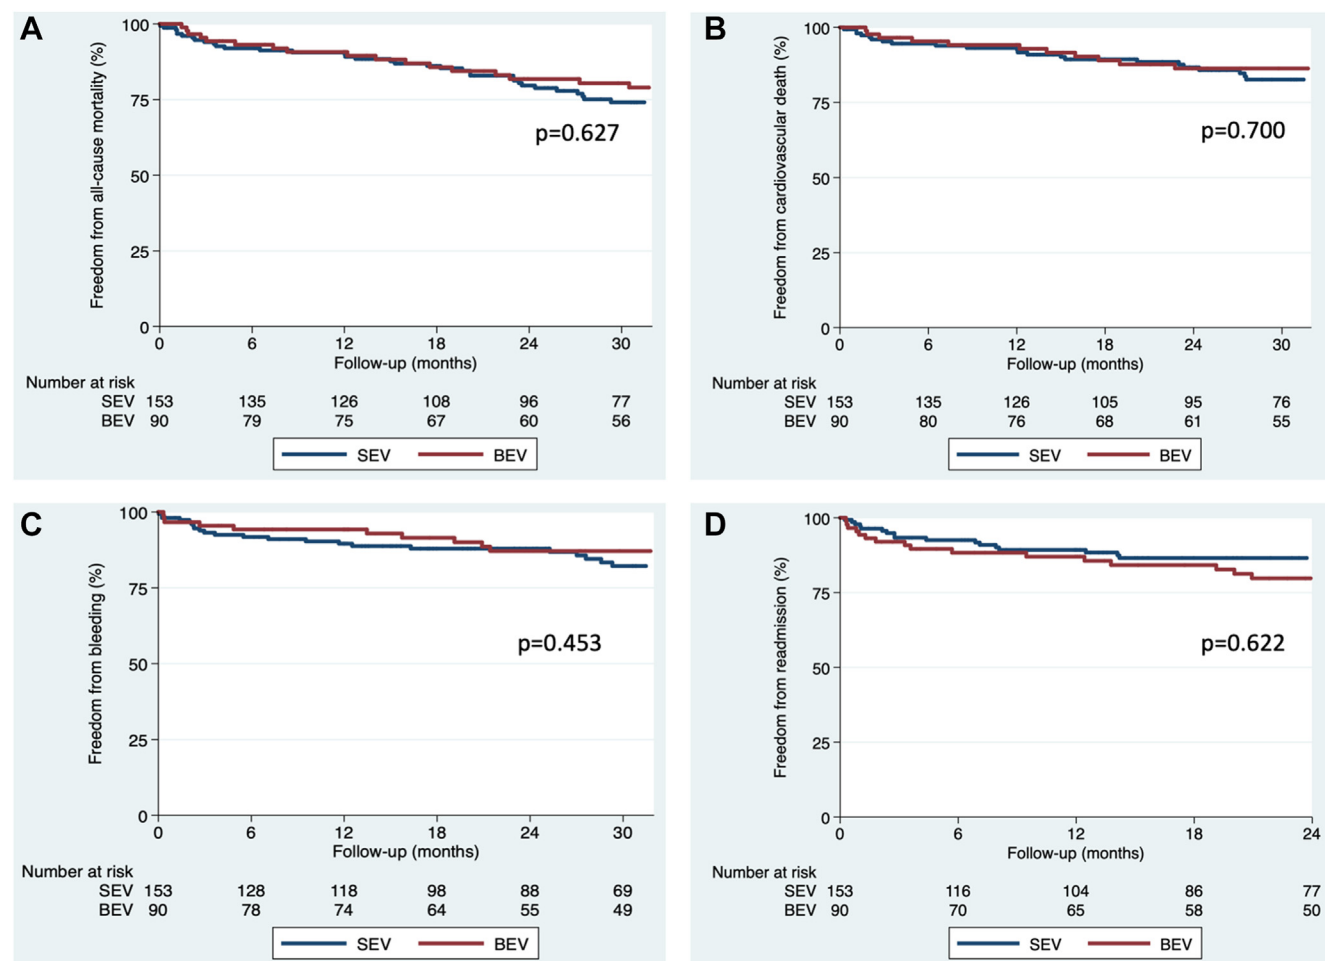 A
Freedom from all-cause mortality (%)
100
75
50
25
0
p=0.627
0 6 12 18 24 30
Follow-up (months)
Number at risk
SEV 153 135 126 108 96 77
BEV 90 79 75 67 60 56
SEV BEV
B
Freedom from cardiovascular death (%)
100
75
50
25
0
p=0.700
0 6 12 18 24 30
Follow-up (months)
Number at risk
SEV 153 135 126 105 95 76
BEV 90 80 76 68 61 55
SEV BEV
C
Freedom from bleeding (%)
100
75
50
25
0
p=0.453
0 6 12 18 24 30
Follow-up (months)
Number at risk
SEV 153 128 118 98 88 69
BEV 90 78 74 64 55 49
SEV BEV
D
Freedom from readmission (%)
100
75
50
25
0
p=0.622
0 6 12 18 24
Follow-up (months)
Number at risk
SEV 153 116 104 86 77
BEV 90 70 65 58 50
SEV BEV